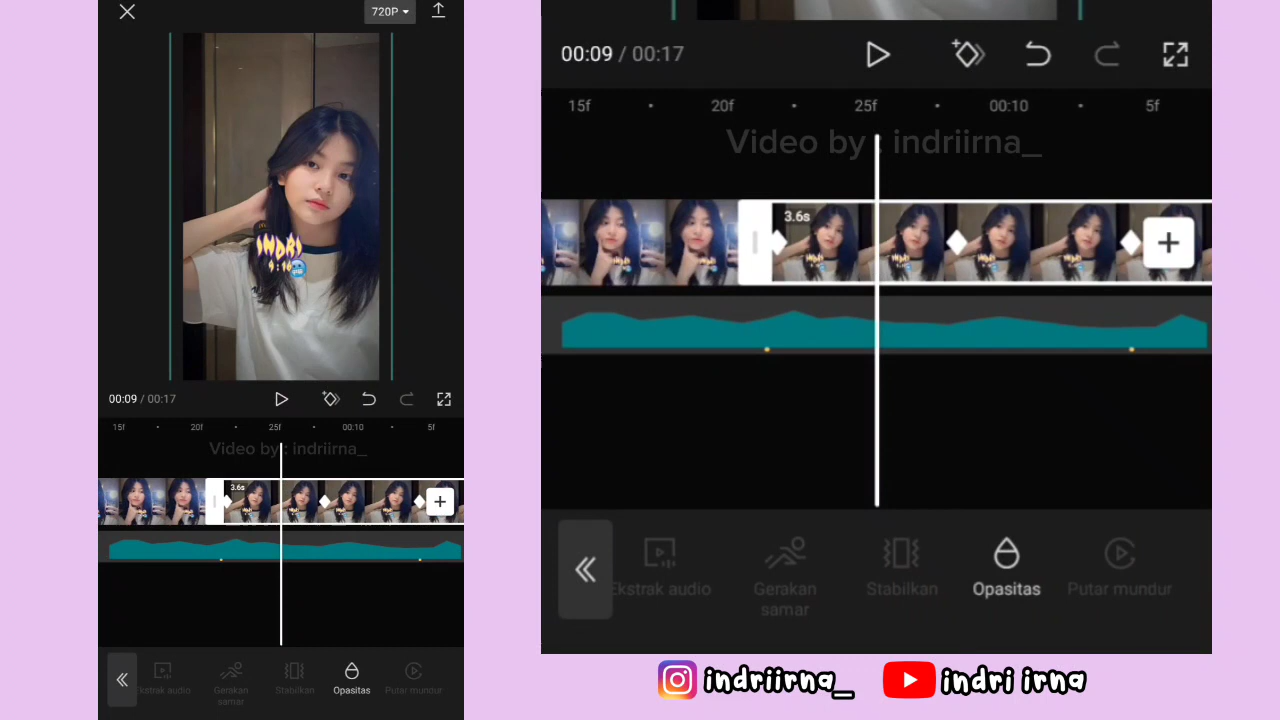 720P
INDRI
9:16
00:09 / 00:17
15f 20f 25f 00:10 5f
Video by : indriirna_
3.6s
Ekstrak audio
Gerakan samar
Stabilkan
Opasitas
Putar mundur
00:09 / 00:17
15f 20f 25f 00:10 5f
Video by : indriirna_
3.6s
Ekstrak audio
Gerakan
samar
Stabilkan
Opasitas
Putar mundur
indriirna_
indri irna